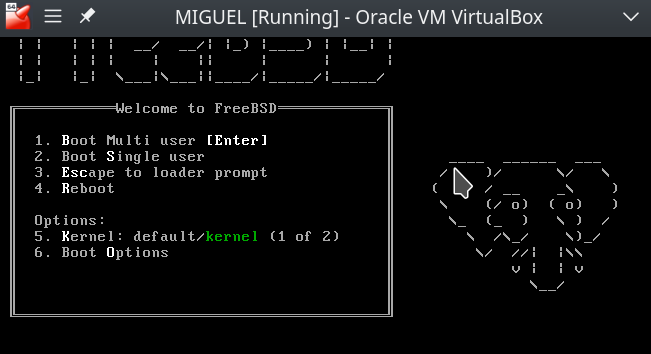 MIGUEL [Running] - Oracle VM VirtualBox
Welcome to FreeBSD
1. Boot Multi user [Enter]
2. Boot Single user
3. Escape to loader prompt
4. Reboot
Options:
5. Kernel: default/kernel (1 of 2)
6. Boot Options